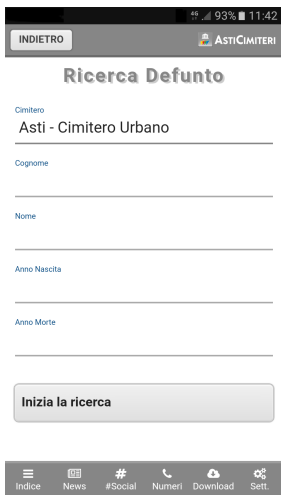 4G 93% 11:42
INDIETRO
ASTICIMITERI
Ricerca Defunto
Cimitero
Asti - Cimitero Urbano
Cognome
Nome
Anno Nascita
Anno Morte
Inizia la ricerca
Indice News #Social Numeri Download Sett.